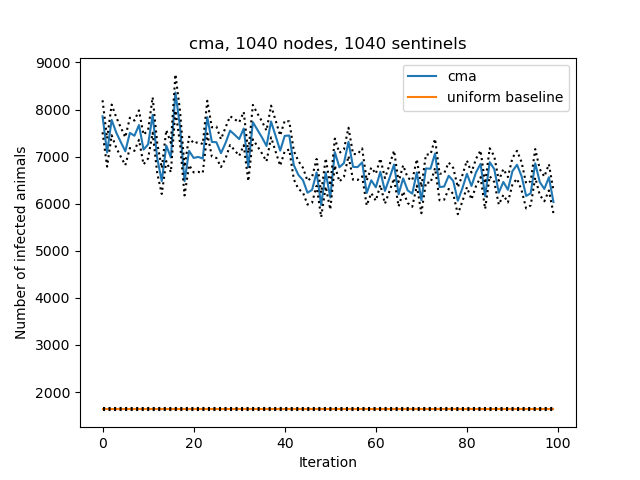 cma, 1040 nodes, 1040 sentinels
cma
uniform baseline
Number of infected animals
9000
8000
7000
6000
5000
4000
3000
2000
0 20 40 60 80 100
Iteration